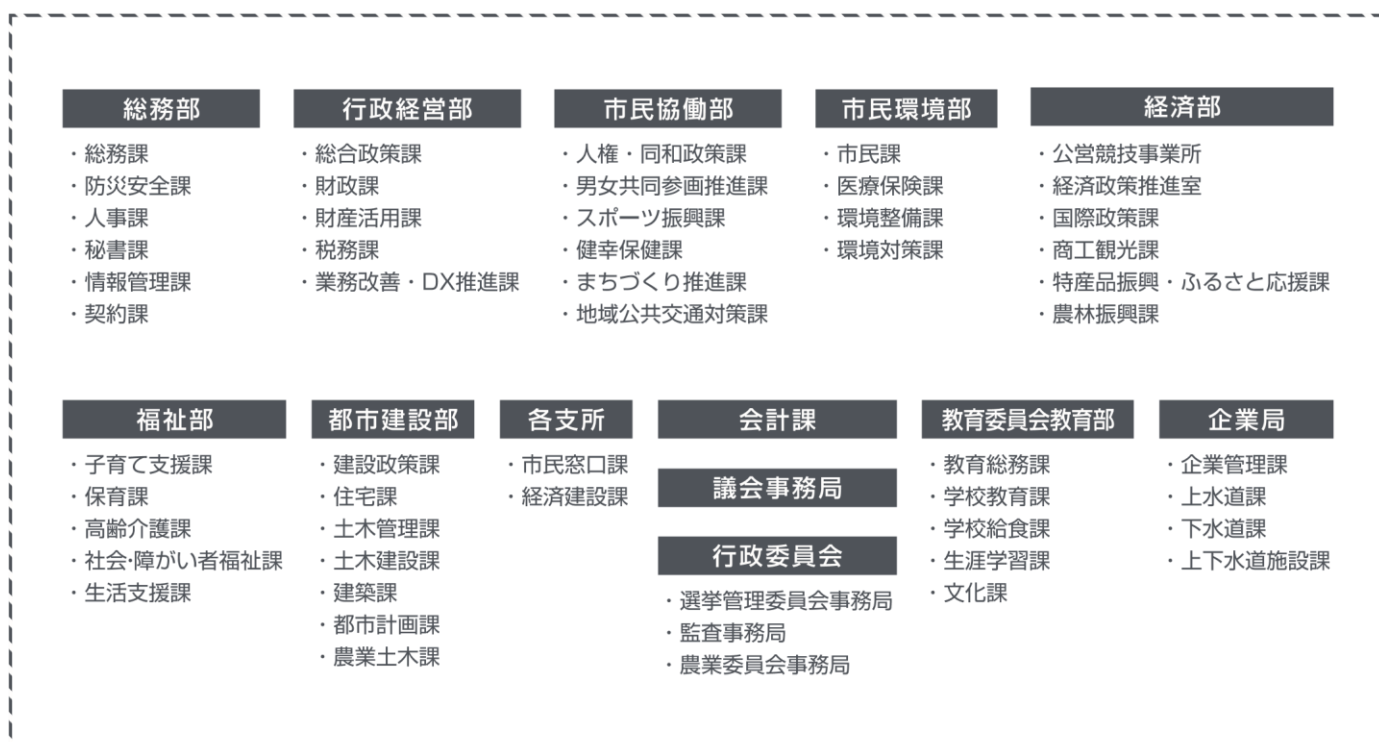 総務部
・総務課
・防災安全課
・人事課
・秘書課
・情報管理課
・契約課
行政経営部
・総合政策課
・財政課
・財産活用課
・税務課
・業務改善・DX推進課
市民協働部
・人権・同和政策課
・男女共同参画推進課
・スポーツ振興課
・健幸保健課
・まちづくり推進課
・地域公共交通対策課
市民環境部
・市民課
・医療保険課
・環境整備課
・環境対策課
経済部
・公営競技事業所
・経済政策推進室
・国際政策課
・商工観光課
・特産品振興・ふるさと応援課
・農林振興課
福祉部
・子育て支援課
・保育課
・高齢介護課
・社会・障がい者福祉課
・生活支援課
都市建設部
・建設政策課
・住宅課
・土木管理課
・土木建設課
・建築課
・都市計画課
・農業土木課
各支所
・市民窓口課
・経済建設課
会計課
議会事務局
行政委員会
・選挙管理委員会事務局
・監査事務局
・農業委員会事務局
教育委員会教育部
・教育総務課
・学校教育課
・学校給食課
・生涯学習課
・文化課
企業局
・企業管理課
・上水道課
・下水道課
・上下水道施設課